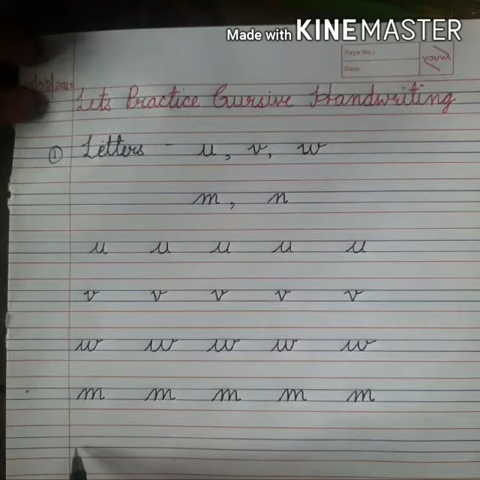 Made with KINEMASTER
Page No.:
Date:
youva
Lets Practice Cursive Handwriting
① Letters - u, v, w
m, n
u u u u u
v v v v v
w w w w w
m m m m m